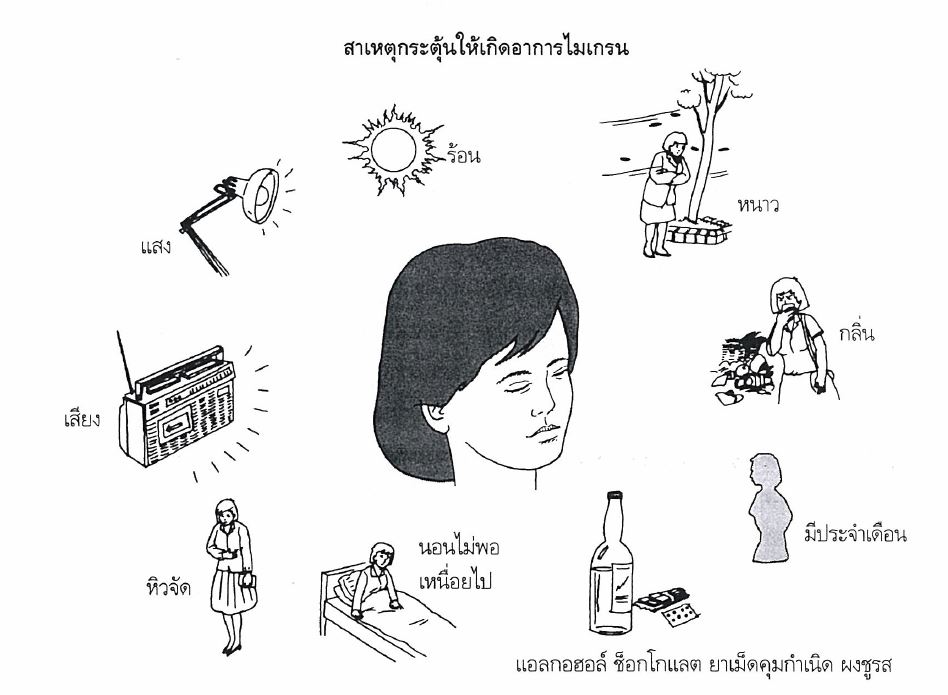 สาเหตุกระตุ้นให้เกิดอาการไมเกรน
ร้อน
หนาว
แสง
กลิ่น
เสียง
มีประจำเดือน
นอนไม่พอ
เหนื่อยไป
หิวจัด
แอลกอฮอล์ ช็อกโกแลต ยาเม็ดคุมกำเนิด ผงชูรส